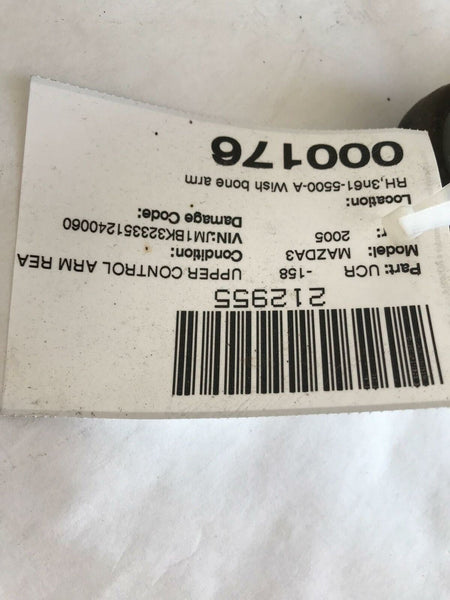 212955
Part: UCR -158 UPPER CONTROL ARM REA
Model: MAZDA3 Condition:
r: 2005 VIN:JM1BK323351240060
Damage Code:
Location:
RH,3n61-5500-A Wish bone arm
000176